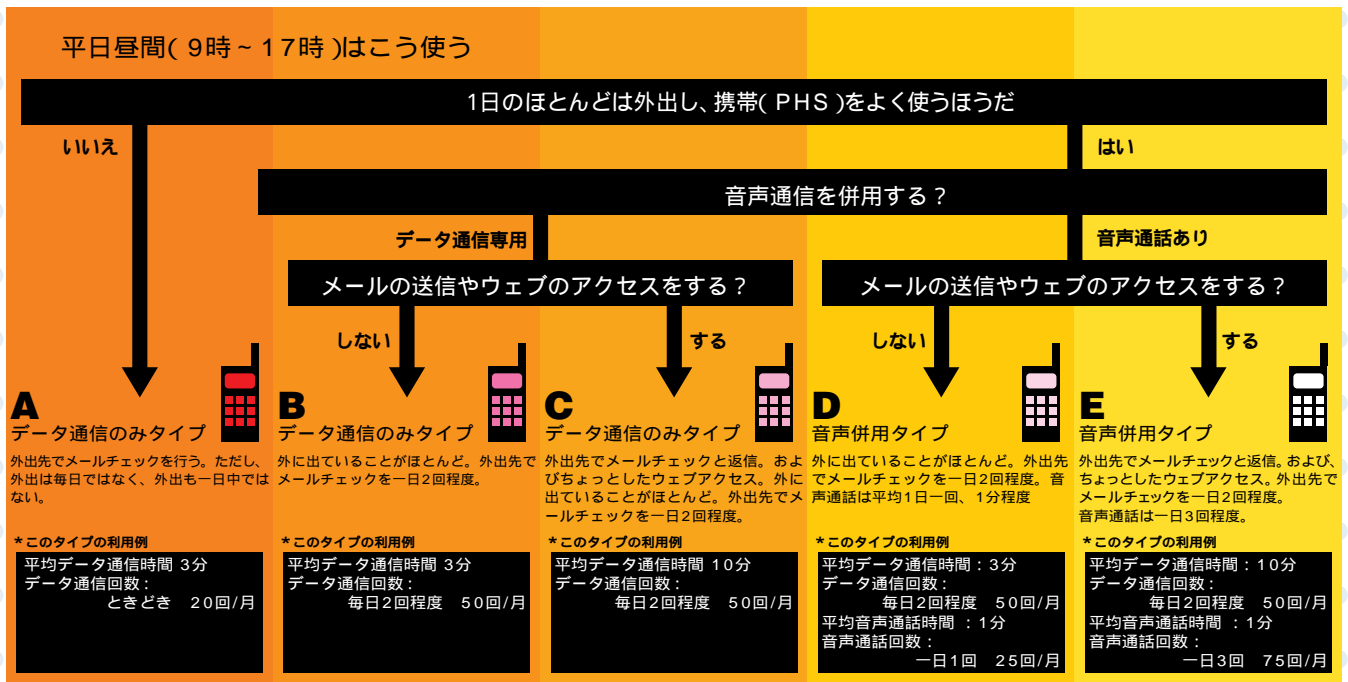 平日昼間(9時~17時)はこう使う
1日のほとんどは外出し、携帯(PHS)をよく使うほうだ
いいえ
はい
音声通信を併用する?
データ通信専用
音声通話あり
メールの送信やウェブのアクセスをする?
メールの送信やウェブのアクセスをする?
しない
する
しない
する
A
データ通信のみタイプ
外出先でメールチェックを行う。ただし、
外出は毎日ではなく、外出も一日中では
ない。
*このタイプの利用例
平均データ通信時間 3分
データ通信回数:
ときどき 20回/月
B
データ通信のみタイプ
外に出ていることがほとんど。外出先で
メールチェックを一日2回程度。
*このタイプの利用例
平均データ通信時間 3分
データ通信回数:
毎日2回程度 50回/月
C
データ通信のみタイプ
外出先でメールチェックと返信。およ
びちょっとしたウェブアクセス。外に
出ていることがほとんど。外出先でメ
ールチェックを一日2回程度。
*このタイプの利用例
平均データ通信時間 10分
データ通信回数:
毎日2回程度 50回/月
D
音声併用タイプ
外に出ていることがほとんど。外出先
でメールチェックを一日2回程度。音
声通話は平均1日一回、1分程度
*このタイプの利用例
平均データ通信時間:3分
データ通信回数:
毎日2回程度 50回/月
平均音声通話時間 :1分
音声通話回数:
一日1回 25回/月
E
音声併用タイプ
外出先でメールチェックと返信。および、
ちょっとしたウェブアクセス。外出先で
メールチェックを一日2回程度。
音声通話は一日3回程度。
*このタイプの利用例
平均データ通信時間:10分
データ通信回数:
毎日2回程度 50回/月
平均音声通話時間 :1分
音声通話回数:
一日3回 75回/月